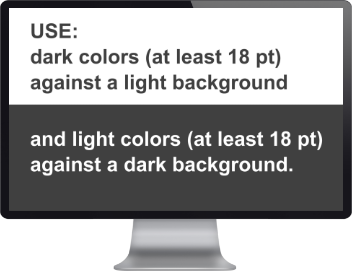 USE:
dark colors (at least 18 pt)
against a light background
and light colors (at least 18 pt)
against a dark background.